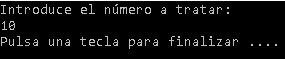 Introduce el número a tratar:
10
Pulsa una tecla para finalizar ....